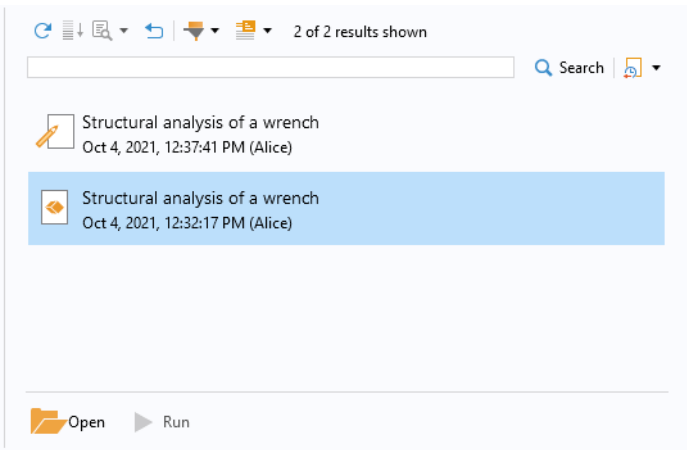 2 of 2 results shown
Search
Structural analysis of a wrench
Oct 4, 2021, 12:37:41 PM (Alice)
Structural analysis of a wrench
Oct 4, 2021, 12:32:17 PM (Alice)
Open Run